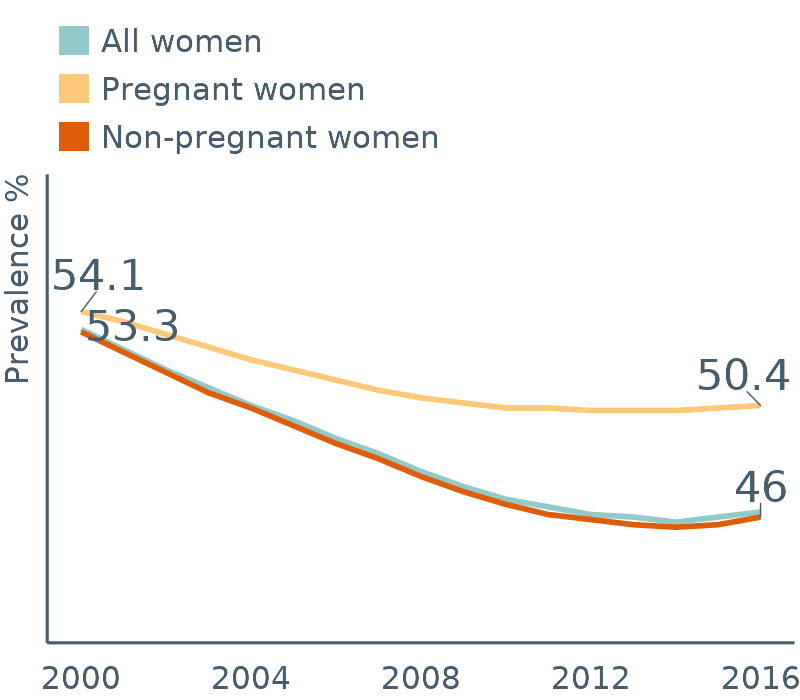 All women
Pregnant women
Non-pregnant women
Prevalence %
54.1
53.3
50.4
46
2000 2004 2008 2012 2016